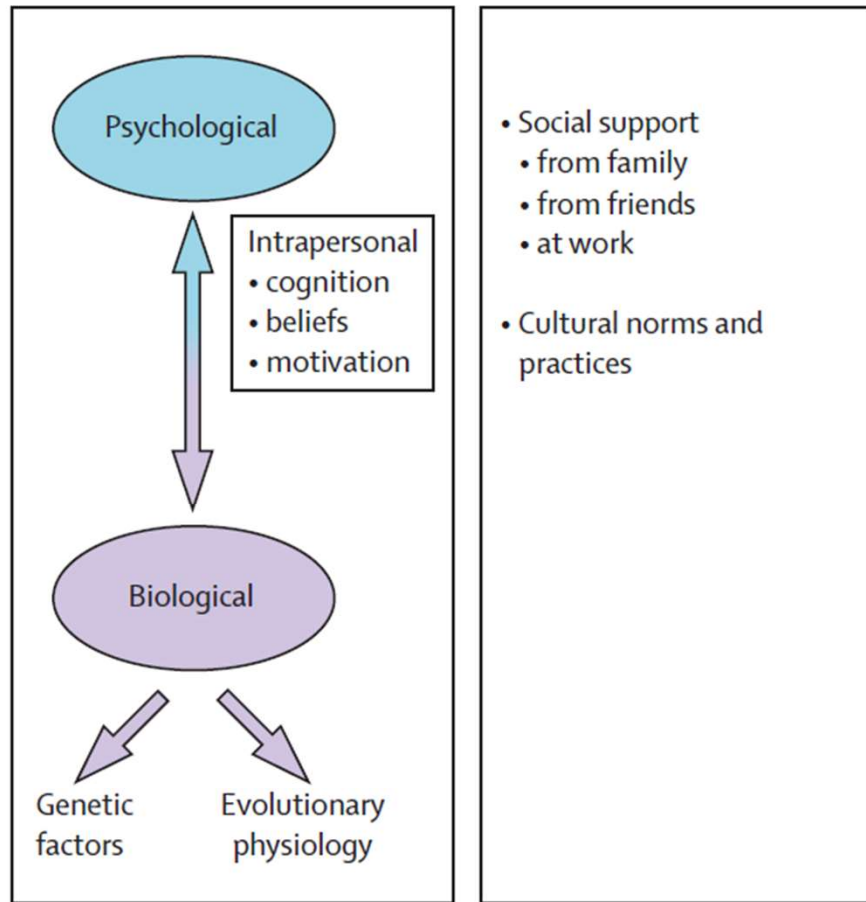 Psychological
Intrapersonal
• cognition
• beliefs
• motivation
Biological
Genetic
factors
Evolutionary
physiology
• Social support
• from family
• from friends
• at work
• Cultural norms and
practices